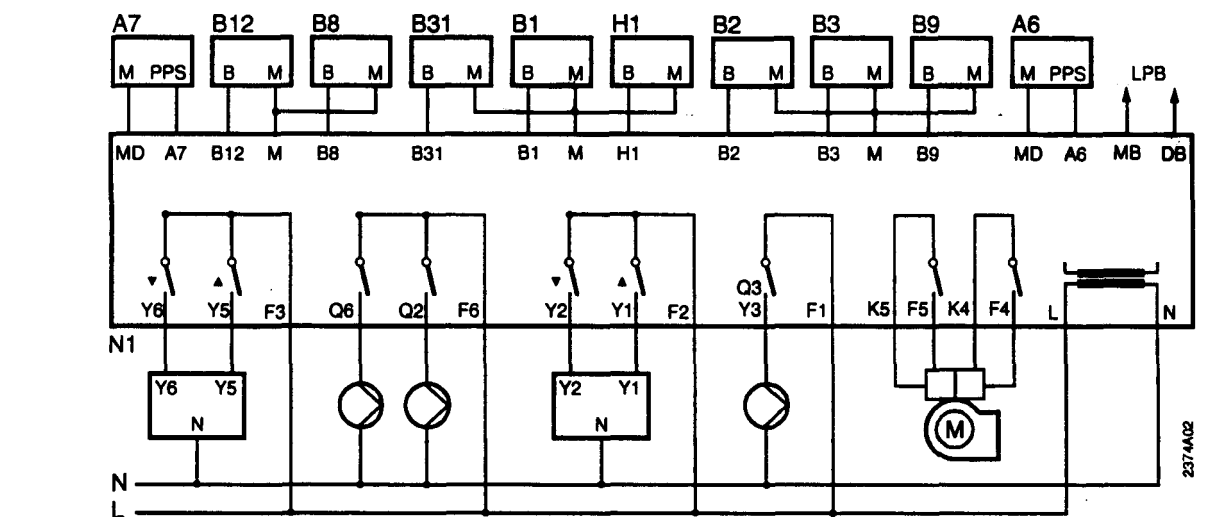 A7 B12 B8 B31 B1 H1 B2 B3 B9 A6
M PPS B M B M B M B M B M B M B M B M M PPS LPB
MD A7 B12 M B8 B31 B1 M H1 B2 B3 M B9 MD A6 MB DB
Q3
Y6 Y5 F3 Q6 Q2 F6 Y2 Y1 F2 Y3 F1 K5 F5 K4 F4 L N
N1
Y6 Y5 Y2 Y1
N N M
2374A02
N
L